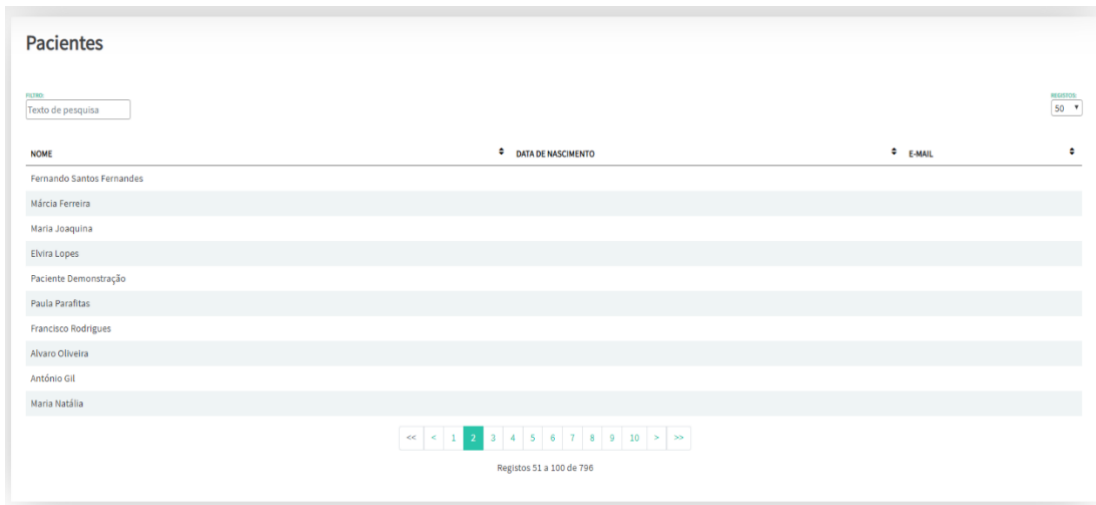 Pacientes
FILTRO:
REGISTOS:
Texto de pesquisa
50
NOME
DATA DE NASCIMENTO
E-MAIL
Fernando Santos Fernandes
Márcia Ferreira
Maria Joaquina
Elvira Lopes
Paciente Demonstração
Paula Parafitas
Francisco Rodrigues
Alvaro Oliveira
António Gil
Maria Natália
<< < 1 2 3 4 5 6 7 8 9 10 > >>
Registos 51 a 100 de 796